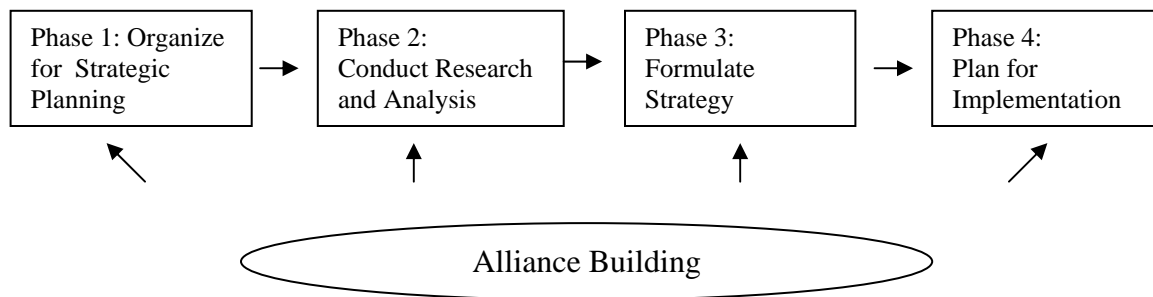 Phase 1: Organize
for Strategic
Planning
Phase 2:
Conduct Research
and Analysis
Phase 3:
Formulate
Strategy
Phase 4:
Plan for
Implementation
Alliance Building